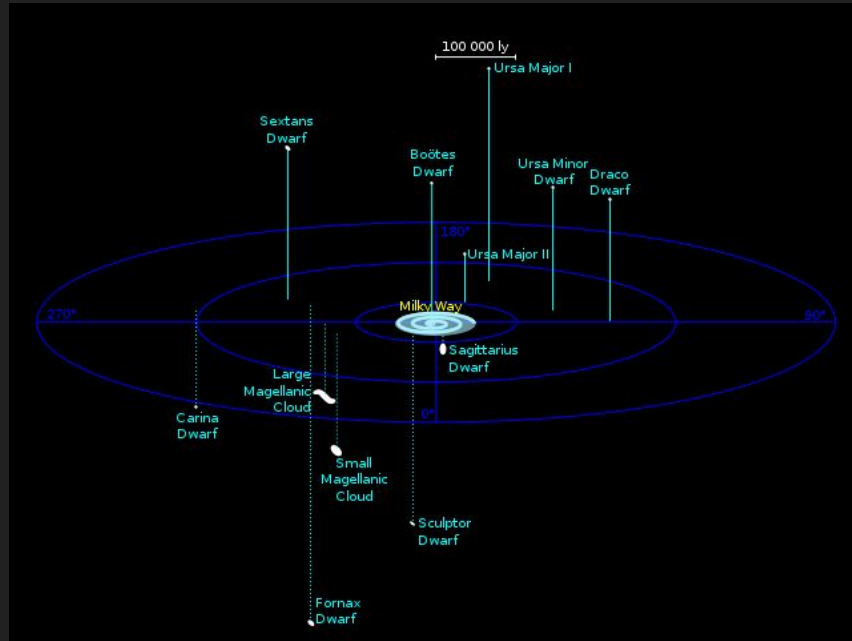 100 000 ly
Ursa Major I
Sextans
Dwarf
Boötes
Dwarf
Ursa Minor
Dwarf
Draco
Dwarf
180°
Ursa Major II
Milky Way
270°
90°
Sagittarius
Dwarf
Large
Magellanic
Cloud
0°
Carina
Dwarf
Small
Magellanic
Cloud
Sculptor
Dwarf
Fornax
Dwarf